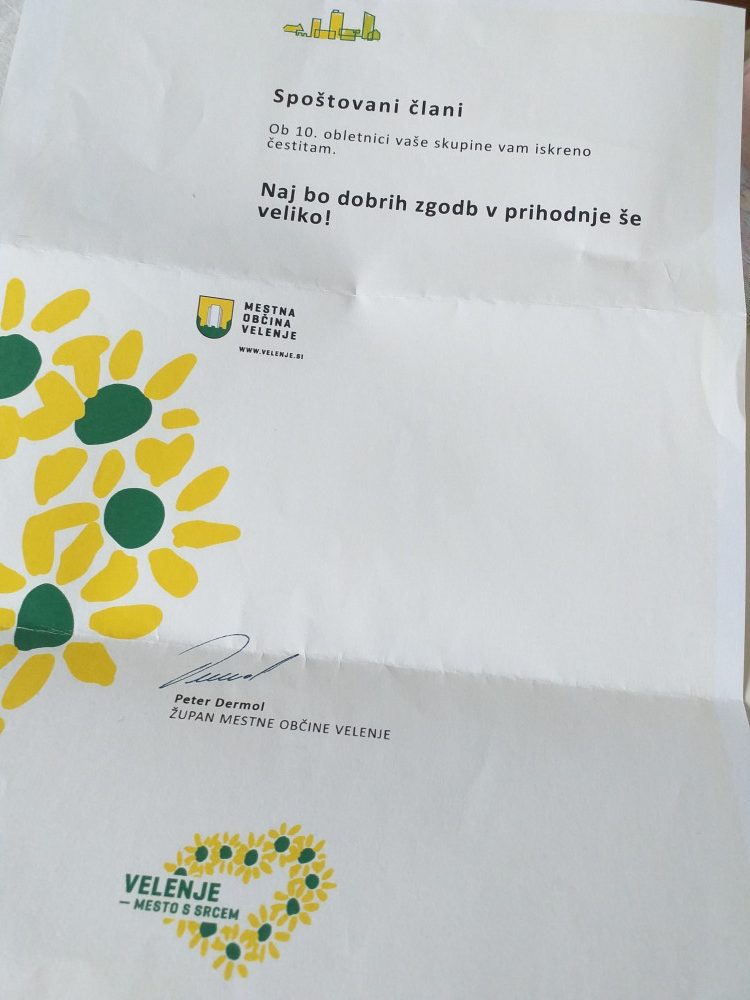 Spoštovani člani
Ob 10. obletnici vaše skupine vam iskreno
čestitam.
Naj bo dobrih zgodb v prihodnje še
veliko!
MESTNA
OBČINA
VELENJE
WWW.VELENJE.SI
Peter Dermol
ŽUPAN MESTNE OBČINE VELENJE
VELENJE
– MESTO S SRCEM